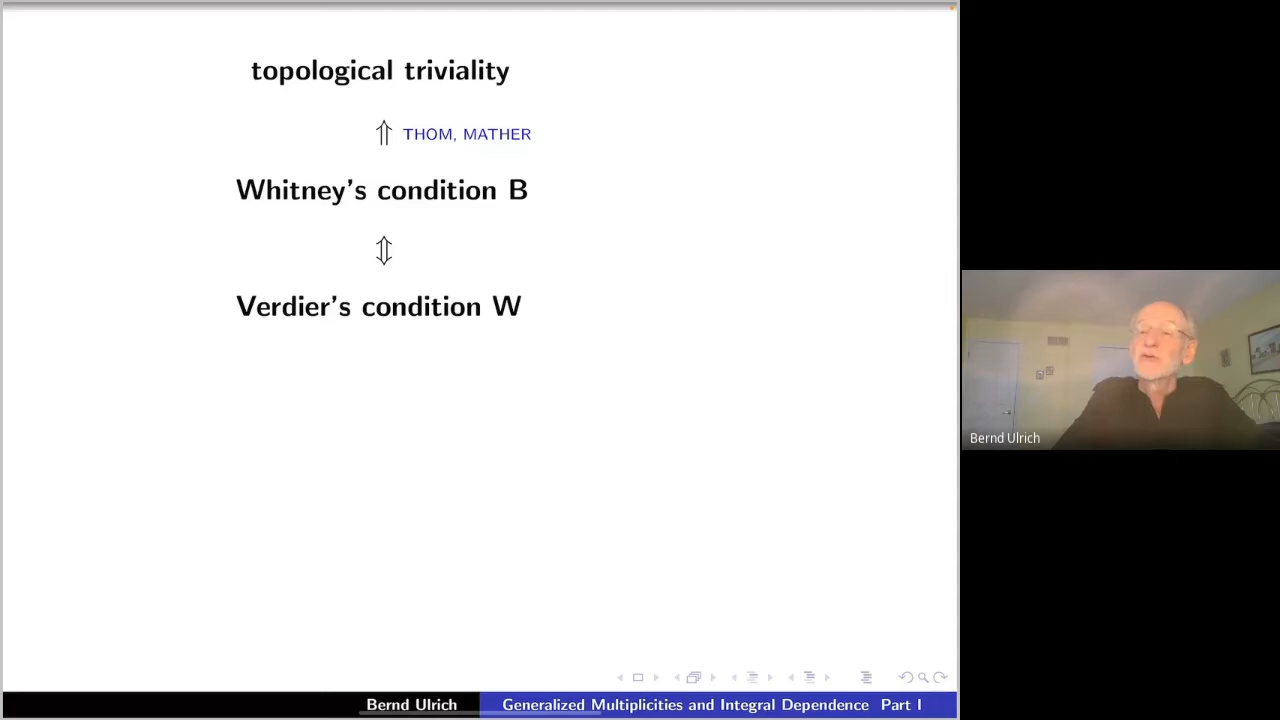 topological triviality
⇑ THOM, MATHER
Whitney's condition B
⇕
Verdier's condition W
Bernd Ulrich
Bernd Ulrich Generalized Multiplicities and Integral Dependence Part I